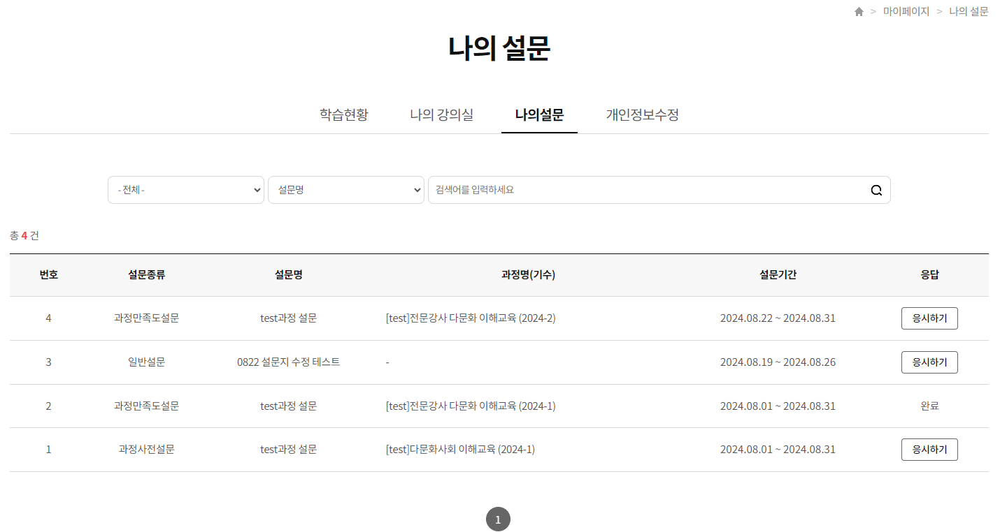 > 마이페이지 > 나의 설문
나의 설문
학습현황 나의 강의실 나의설문 개인정보수정
- 전체 - 설문명 검색어를 입력하세요
총 4 건
번호 설문종류 설문명 과정명(기수) 설문기간 응답
4 과정만족도설문 test과정 설문 [test]전문강사 다문화 이해교육 (2024-2) 2024.08.22 ~ 2024.08.31 응시하기
3 일반설문 0822 설문지 수정 테스트 - 2024.08.19 ~ 2024.08.26 응시하기
2 과정만족도설문 test과정 설문 [test]전문강사 다문화 이해교육 (2024-1) 2024.08.01 ~ 2024.08.31 완료
1 과정사전설문 test과정 설문 [test]다문화사회 이해교육 (2024-1) 2024.08.01 ~ 2024.08.31 응시하기
1